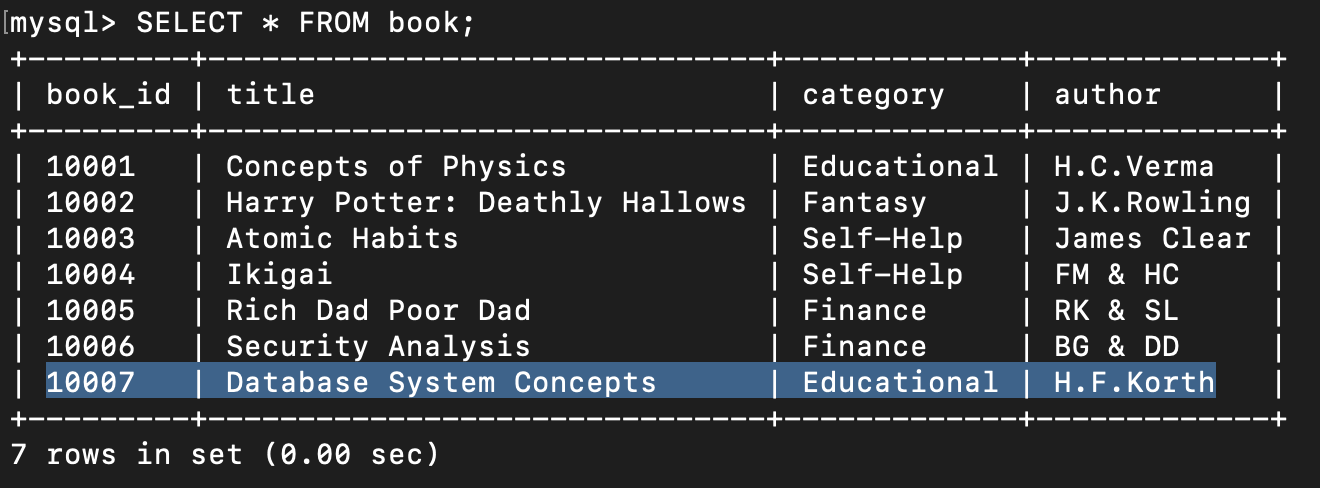 mysql> SELECT * FROM book;
+---------+-------------------------------+-------------+-------------+
| book_id | title                         | category    | author      |
+---------+-------------------------------+-------------+-------------+
| 10001   | Concepts of Physics           | Educational | H.C.Verma   |
| 10002   | Harry Potter: Deathly Hallows | Fantasy     | J.K.Rowling |
| 10003   | Atomic Habits                 | Self-Help   | James Clear |
| 10004   | Ikigai                        | Self-Help   | FM & HC     |
| 10005   | Rich Dad Poor Dad             | Finance     | RK & SL     |
| 10006   | Security Analysis             | Finance     | BG & DD     |
| 10007   | Database System Concepts      | Educational | H.F.Korth   |
+---------+-------------------------------+-------------+-------------+
7 rows in set (0.00 sec)